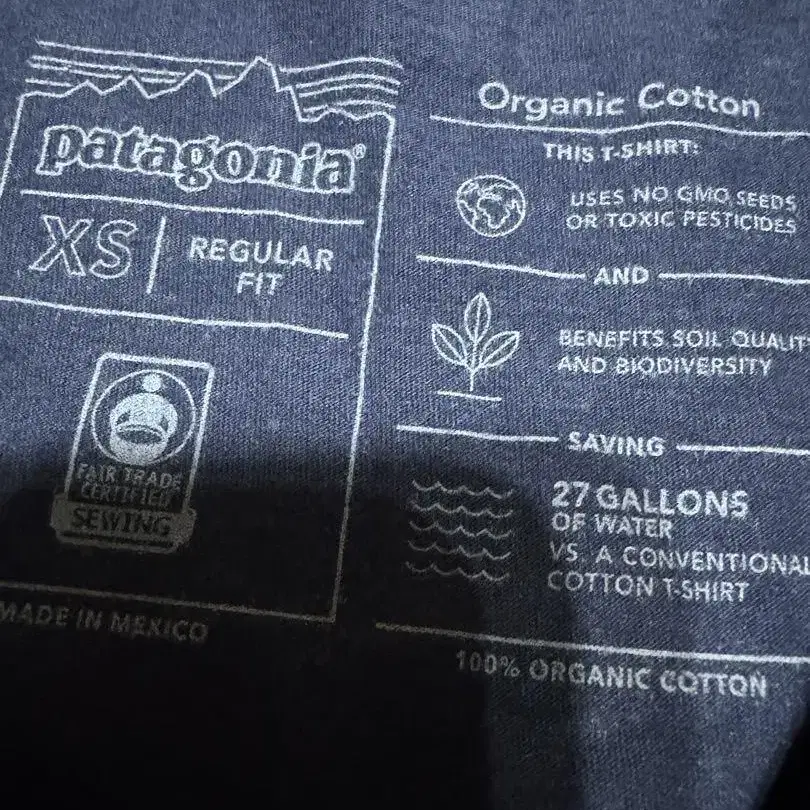 patagonia®
XS
REGULAR
FIT
FAIR TRADE
CERTIFIED
SEWING
MADE IN MEXICO
Organic Cotton
THIS T-SHIRT:
USES NO GMO SEEDS
OR TOXIC PESTICIDES
AND
BENEFITS SOIL QUALIT
AND BIODIVERSITY
SAVING
27 GALLONS
OF WATER
VS. A CONVENTIONAL
COTTON T-SHIRT
100% ORGANIC COTTON